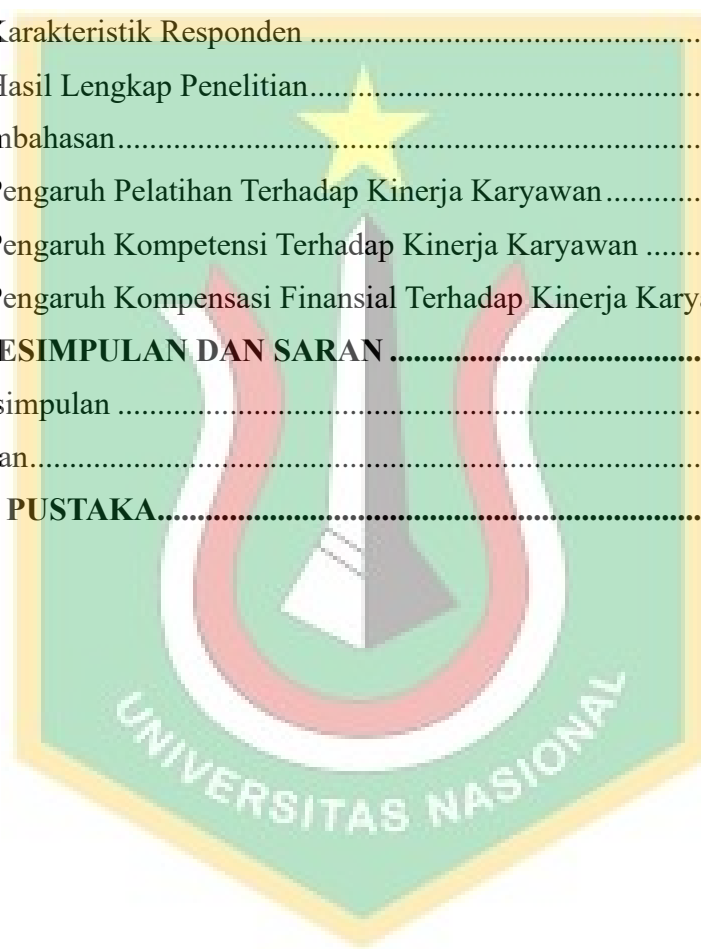 Karakteristik Responden ................................................
Hasil Lengkap Penelitian................................................
mbahasan................................................
Pengaruh Pelatihan Terhadap Kinerja Karyawan............
Pengaruh Kompetensi Terhadap Kinerja Karyawan .......
Pengaruh Kompensasi Finansial Terhadap Kinerja Karya
ESIMPULAN DAN SARAN ......................................
simpulan ................................................
an................................................
PUSTAKA................................................
UNIVERSITAS NASIONAL